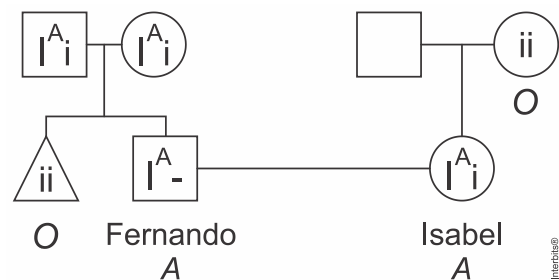 I^A i I^A i ii
O
ii I^A - I^A i
O Fernando Isabel
A A
Interbits®